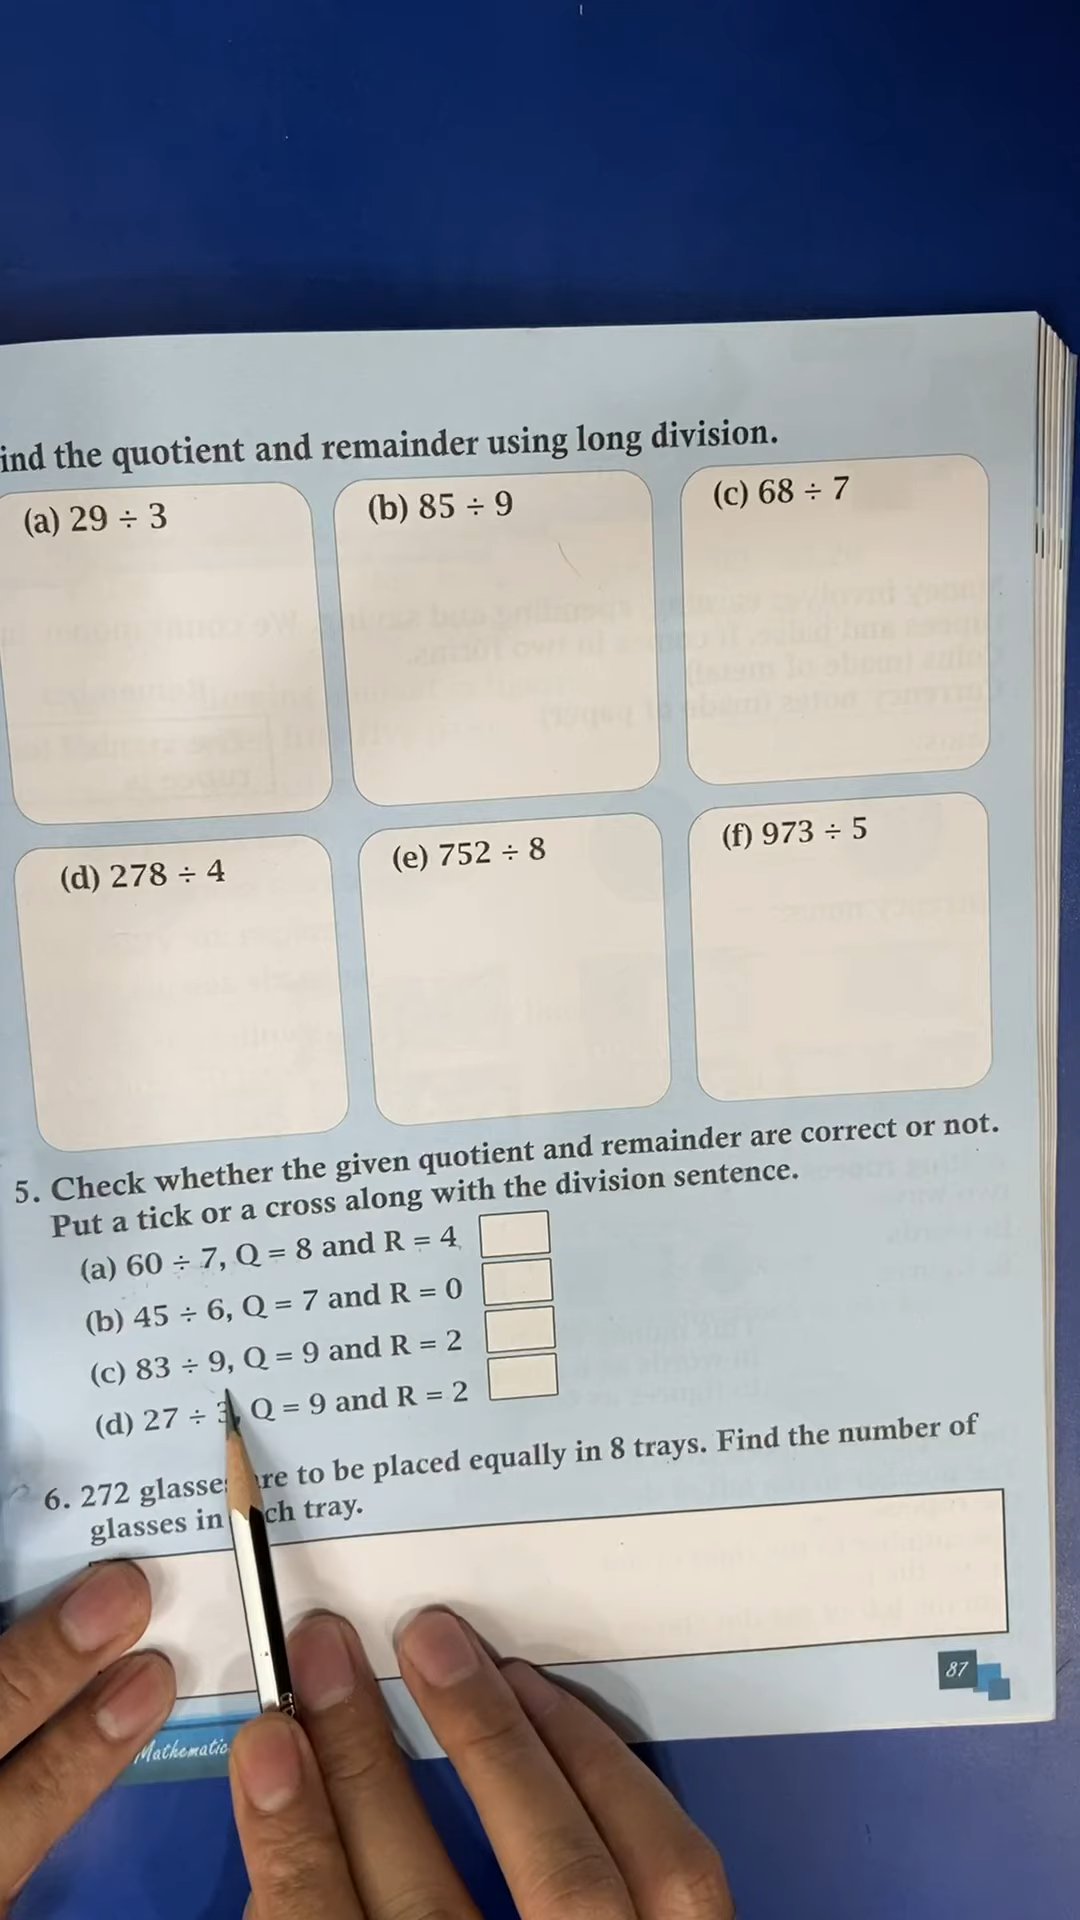 ind the quotient and remainder using long division.
(a) 29 ÷ 3
(b) 85 ÷ 9
(c) 68 ÷ 7
(d) 278 ÷ 4
(e) 752 ÷ 8
(f) 973 ÷ 5
5. Check whether the given quotient and remainder are correct or not.
Put a tick or a cross along with the division sentence.
(a) 60 ÷ 7, Q = 8 and R = 4
(b) 45 ÷ 6, Q = 7 and R = 0
(c) 83 ÷ 9, Q = 9 and R = 2
(d) 27 ÷ 3, Q = 9 and R = 2
6. 272 glasses are to be placed equally in 8 trays. Find the number of
glasses in each tray.
87
Mathematic